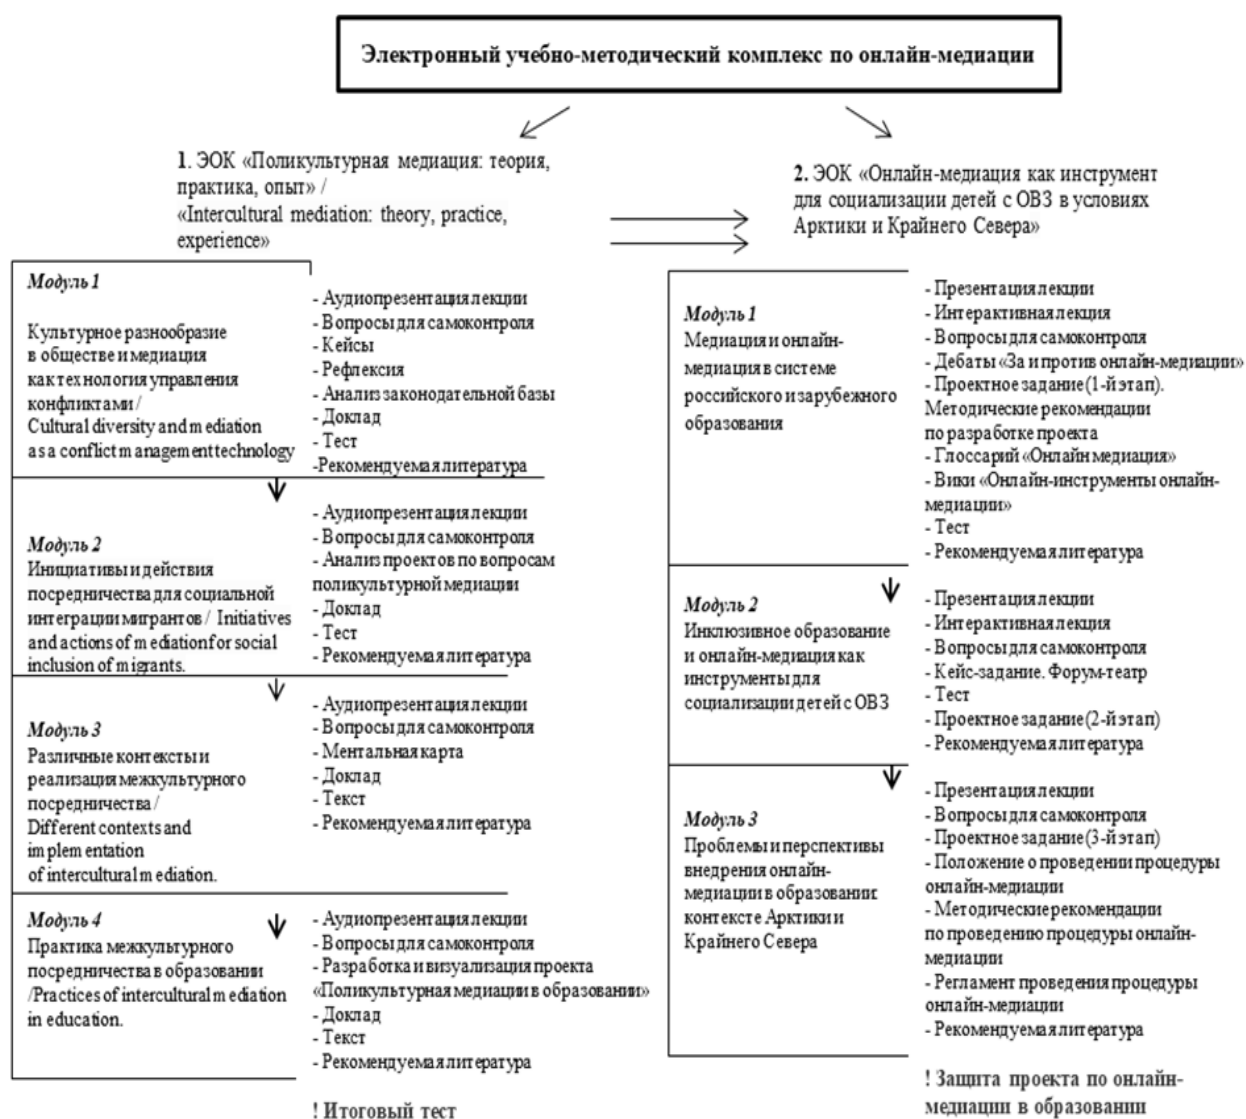 Электронный учебно-методический комплекс по онлайн-медиации
1. ЭОК «Поликультурная медиация: теория,
практика, опыт» /
«Intercultural mediation: theory, practice,
experience»
Модуль 1
Культурное разнообразие
в обществе и медиация
как технология управления
конфликтами /
Cultural diversity and mediation
as a conflict management technology
- Аудиопрезентация лекции
- Вопросы для самоконтроля
- Кейсы
- Рефлексия
- Анализ законодательной базы
- Доклад
- Тест
-Рекомендуемая литература
Модуль 2
Инициативы и действия
посредничества для социальной
интеграции мигрантов / Initiatives
and actions of mediation for social
inclusion of migrants.
- Аудиопрезентация лекции
- Вопросы для самоконтроля
- Анализ проектов по вопросам
поликультурной медиации
- Доклад
- Тест
- Рекомендуемая литература
Модуль 3
Различные контексты и
реализация межкультурного
посредничества /
Different contexts and
implementation
of intercultural mediation.
- Аудиопрезентация лекции
- Вопросы для самоконтроля
- Ментальная карта
- Доклад
- Текст
- Рекомендуемая литература
Модуль 4
Практика межкультурного
посредничества в образовании
/Practices of intercultural mediation
in education.
- Аудиопрезентация лекции
- Вопросы для самоконтроля
- Разработка и визуализация проекта
«Поликультурная медиации в образовании»
- Доклад
- Текст
- Рекомендуемая литература
! Итоговый тест
2. ЭОК «Онлайн-медиация как инструмент
для социализации детей с ОВЗ в условиях
Арктики и Крайнего Севера»
Модуль 1
Медиация и онлайн-
медиация в системе
российского и зарубежного
образования
- Презентация лекции
- Интерактивная лекция
- Вопросы для самоконтроля
- Дебаты «За и против онлайн-медиации»
- Проектное задание (1-й этап).
Методические рекомендации
по разработке проекта
- Глоссарий «Онлайн медиация»
- Вики «Онлайн-инструменты онлайн-
медиации»
- Тест
- Рекомендуемая литература
Модуль 2
Инклюзивное образование
и онлайн-медиация как
инструменты для
социализации детей с ОВЗ
- Презентация лекции
- Интерактивная лекция
- Вопросы для самоконтроля
- Кейс-задание. Форум-театр
- Тест
- Проектное задание (2-й этап)
- Рекомендуемая литература
Модуль 3
Проблемы и перспективы
внедрения онлайн-
медиации в образовании:
контексте Арктики и
Крайнего Севера
- Презентация лекции
- Вопросы для самоконтроля
- Проектное задание (3-й этап)
- Положение о проведении процедуры
онлайн-медиации
- Методические рекомендации
по проведению процедуры онлайн-
медиации
- Регламент проведения процедуры
онлайн-медиации
- Рекомендуемая литература
! Защита проекта по онлайн-
медиации в образовании